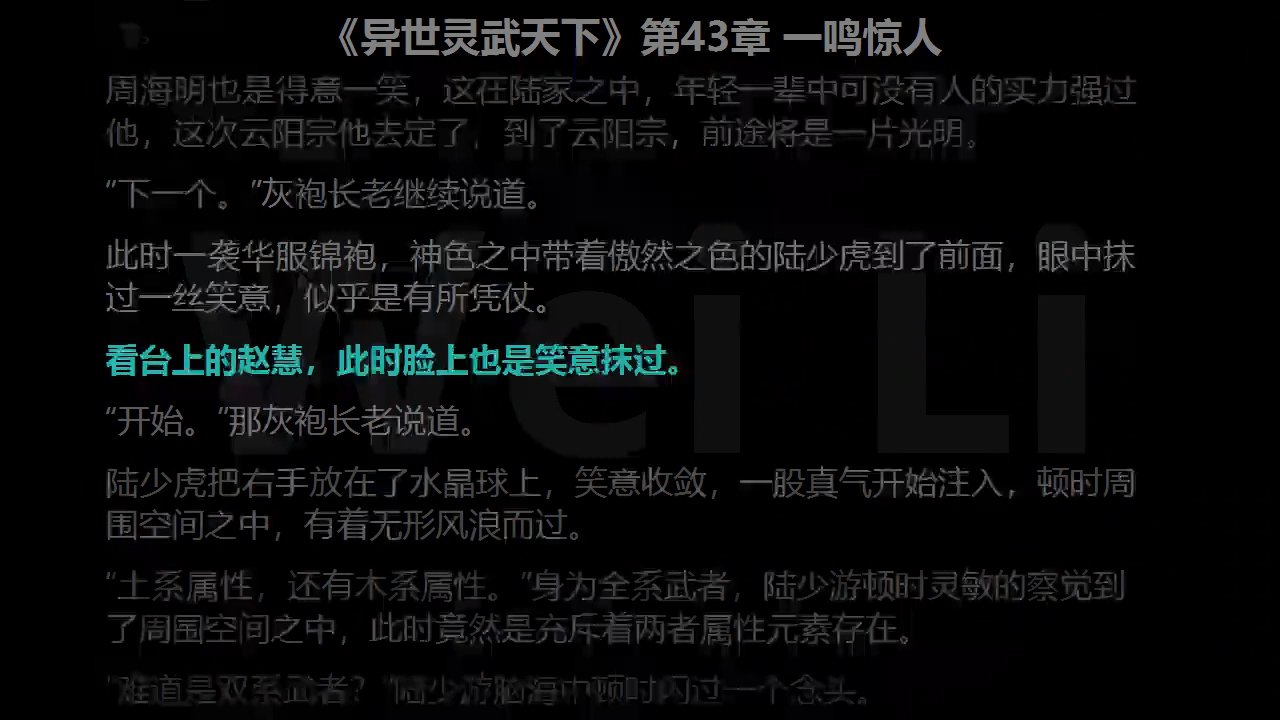 《异世灵武天下》第43章 一鸣惊人
周海明也是得意一笑，这在陆家之中，年轻一辈中可没有人的实力强过
他，这次云阳宗他去定了，到了云阳宗，前途将是一片光明。
“下一个。”灰袍长老继续说道。
此时一袭华服锦袍，神色之中带着傲然之色的陆少虎到了前面，眼中抹
过一丝笑意，似乎是有所凭仗。
看台上的赵慧，此时脸上也是笑意抹过。
“开始。”那灰袍长老说道。
陆少虎把右手放在了水晶球上，笑意收敛，一股真气开始注入，顿时周
围空间之中，有着无形风浪而过。
“土系属性，还有木系属性。”身为全系武者，陆少游顿时灵敏的察觉到
了周围空间之中，此时竟然是充斥着两者属性元素存在。
“难道是双系武者？”陆少游脑海中顿时闪过一个念头。
Wei Li